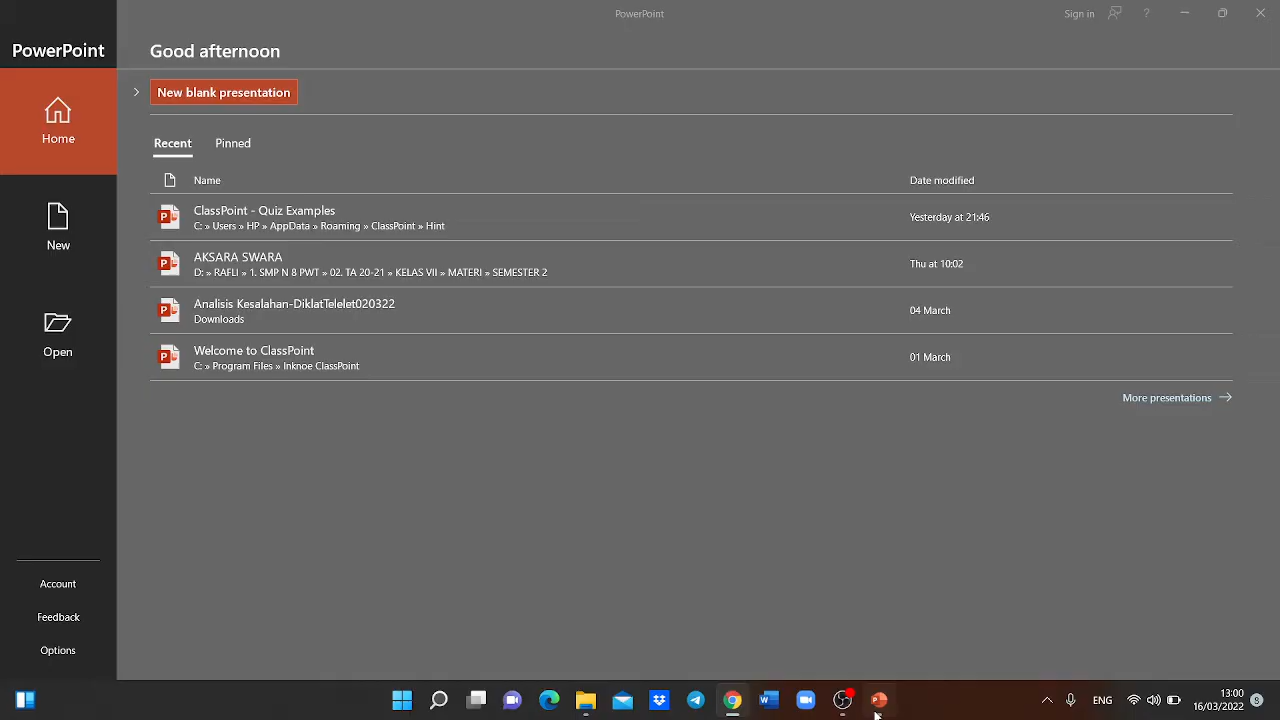 PowerPoint
Sign in
?
PowerPoint
Good afternoon
Home
New blank presentation
Recent
Pinned
Name
Date modified
New
ClassPoint - Quiz Examples
C: » Users » HP » AppData » Roaming » ClassPoint » Hint
Yesterday at 21:46
AKSARA SWARA
D: » RAFLI » 1. SMP N 8 PWT » 02. TA 20-21 » KELAS VII » MATERI » SEMESTER 2
Thu at 10:02
Analisis Kesalahan-DiklatTelelet020322
Downloads
04 March
Open
Welcome to ClassPoint
C: » Program Files » Inknoe ClassPoint
01 March
More presentations
Account
Feedback
Options
ENG
13:00
16/03/2022